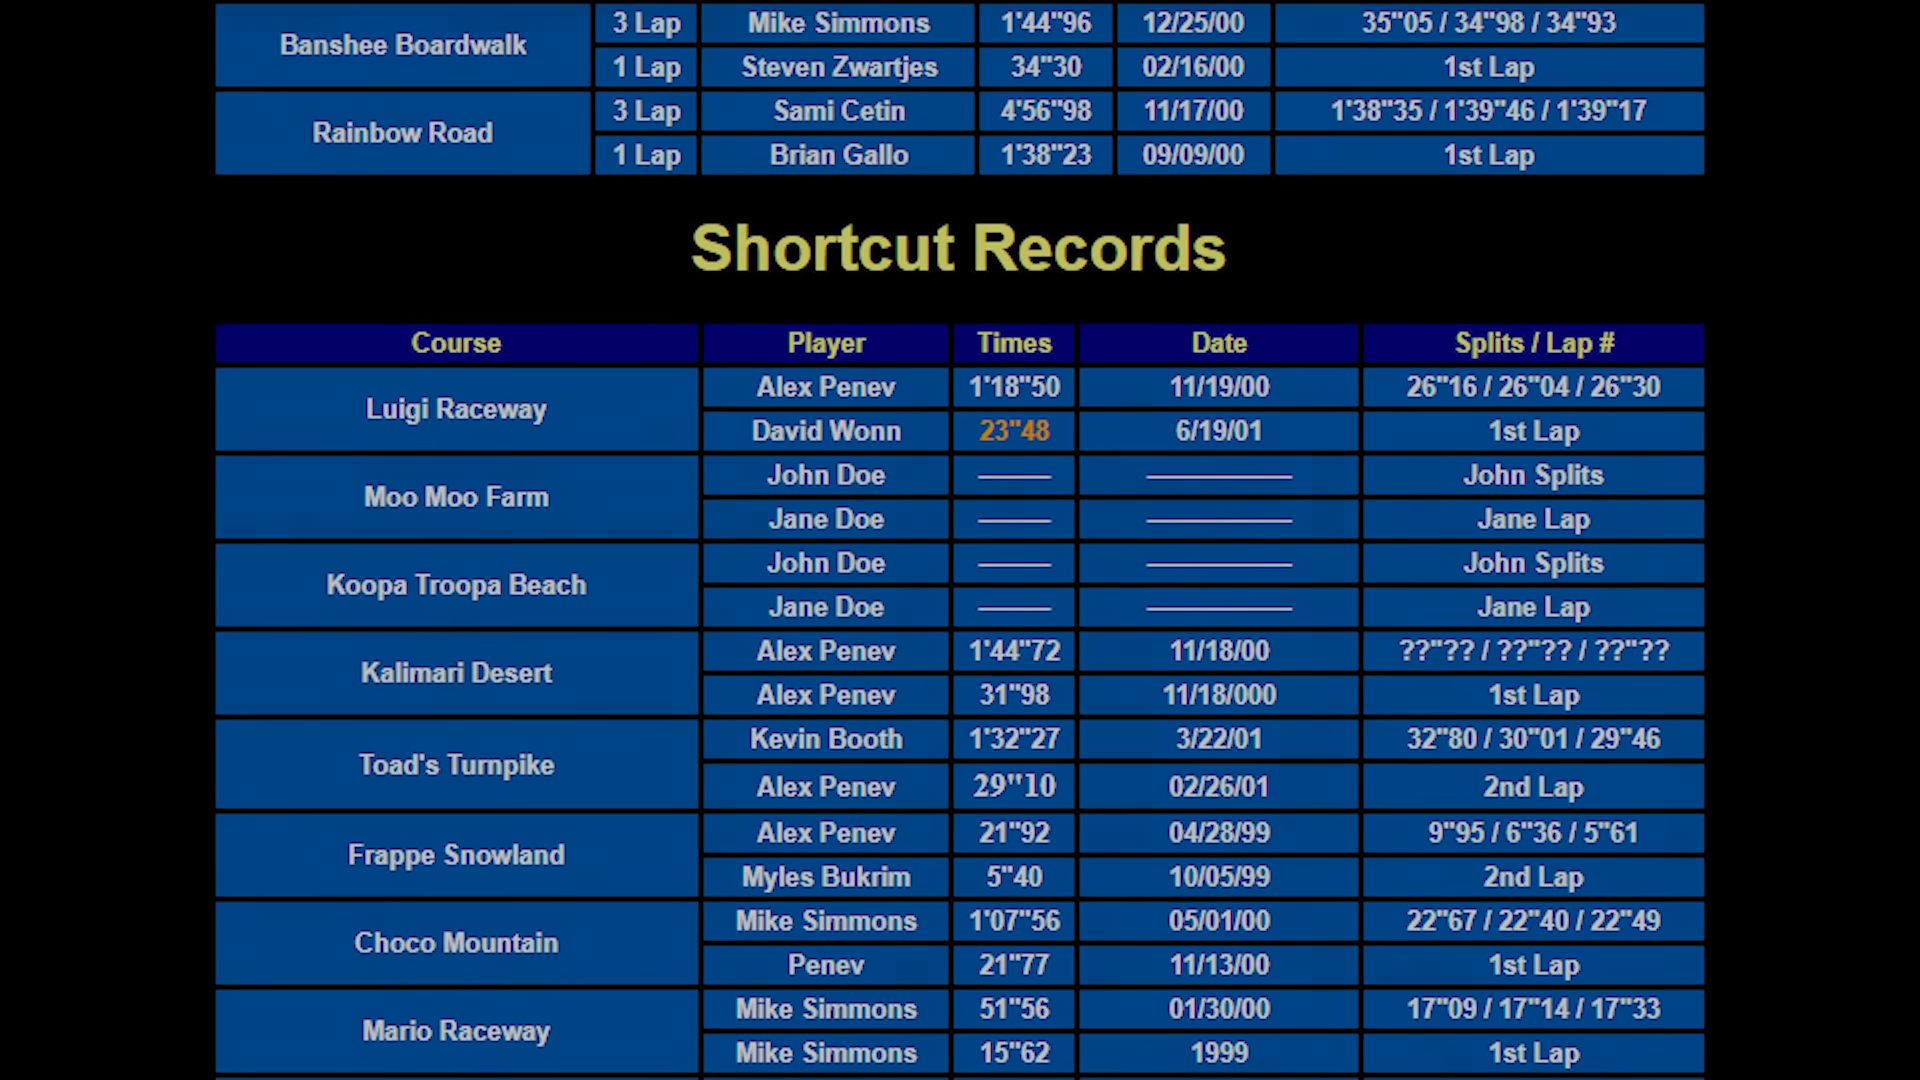 Banshee Boardwalk
3 Lap Mike Simmons 1'44"96 12/25/00 35"05 / 34"98 / 34"93
1 Lap Steven Zwartjes 34"30 02/16/00 1st Lap
Rainbow Road
3 Lap Sami Cetin 4'56"98 11/17/00 1'38"35 / 1'39"46 / 1'39"17
1 Lap Brian Gallo 1'38"23 09/09/00 1st Lap
Shortcut Records
Course Player Times Date Splits / Lap #
Luigi Raceway
Alex Penev 1'18"50 11/19/00 26"16 / 26"04 / 26"30
David Wonn 23"48 6/19/01 1st Lap
Moo Moo Farm
John Doe ——— —————— John Splits
Jane Doe ——— —————— Jane Lap
Koopa Troopa Beach
John Doe ——— —————— John Splits
Jane Doe ——— —————— Jane Lap
Kalimari Desert
Alex Penev 1'44"72 11/18/00 ??"?? / ??"?? / ??"??
Alex Penev 31"98 11/18/000 1st Lap
Toad's Turnpike
Kevin Booth 1'32"27 3/22/01 32"80 / 30"01 / 29"46
Alex Penev 29"10 02/26/01 2nd Lap
Frappe Snowland
Alex Penev 21"92 04/28/99 9"95 / 6"36 / 5"61
Myles Bukrim 5"40 10/05/99 2nd Lap
Choco Mountain
Mike Simmons 1'07"56 05/01/00 22"67 / 22"40 / 22"49
Penev 21"77 11/13/00 1st Lap
Mario Raceway
Mike Simmons 51"56 01/30/00 17"09 / 17"14 / 17"33
Mike Simmons 15"62 1999 1st Lap